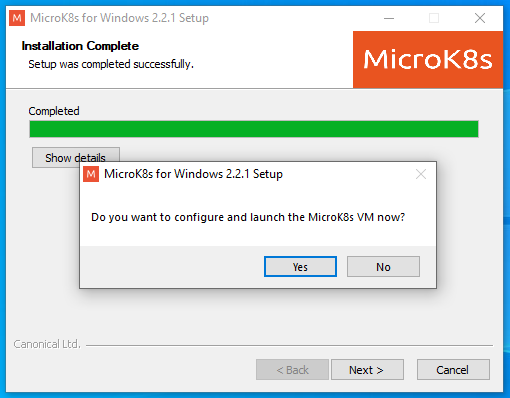 M MicroK8s for Windows 2.2.1 Setup
Installation Complete
Setup was completed successfully.
MicroK8s
Completed
Show details
M MicroK8s for Windows 2.2.1 Setup
Do you want to configure and launch the MicroK8s VM now?
Yes No
Canonical Ltd.
< Back Next > Cancel